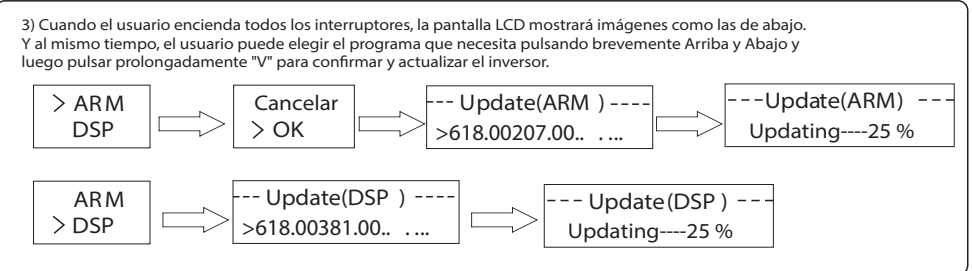 3) Cuando el usuario encienda todos los interruptores, la pantalla LCD mostrará imágenes como las de abajo.
Y al mismo tiempo, el usuario puede elegir el programa que necesita pulsando brevemente Arriba y Abajo y
luego pulsar prolongadamente "V" para confirmar y actualizar el inversor.
> ARM
DSP
Cancelar
> OK
--- Update(ARM ) ----
>618.00207.00.. . ...
---Update(ARM) ---
Updating----25 %
ARM
> DSP
--- Update(DSP ) ----
>618.00381.00.. . ...
--- Update(DSP ) ---
Updating----25 %